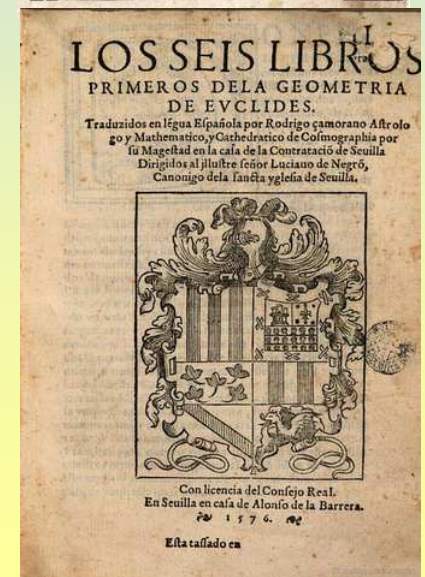 LOS SEIS LIBROS
PRIMEROS DELA GEOMETRIA
DE EVCLIDES.
Traduzidos en lẽgua Española por Rodrigo çamorano Aſtrolo
go y Mathematico, y Cathedratico de Coſmographia por
ſu Mageſtad en la caſa de la Contratació de Seuilla
Dirigidos al jlluſtre ſeñor Luciano de Negrõ,
Canonigo dela ſancta ygleſia de Seuilla.
Con licencia del Conſejo Real.
En Seuilla en caſa de Alonſo de la Barrera.
1576.
Eſta taſſado en